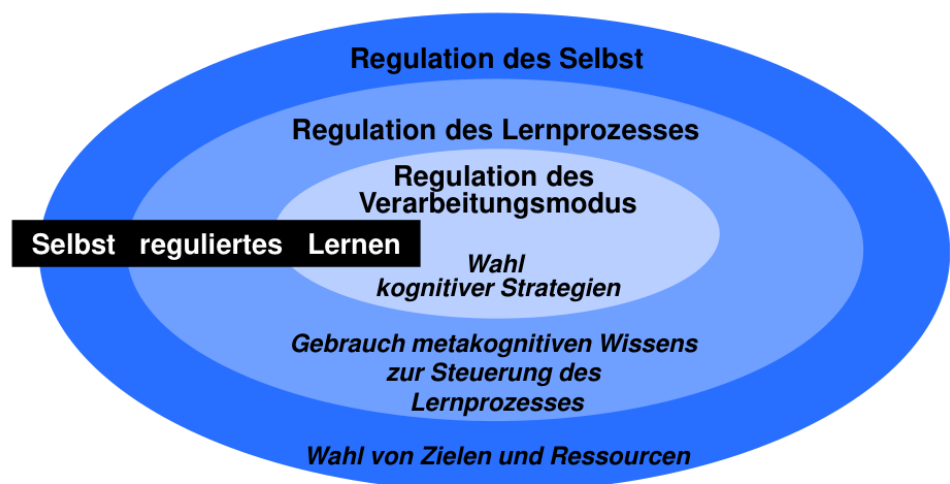 Regulation des Selbst
Regulation des Lernprozesses
Regulation des
Verarbeitungsmodus
Selbst reguliertes Lernen
Wahl
kognitiver Strategien
Gebrauch metakognitiven Wissens
zur Steuerung des
Lernprozesses
Wahl von Zielen und Ressourcen